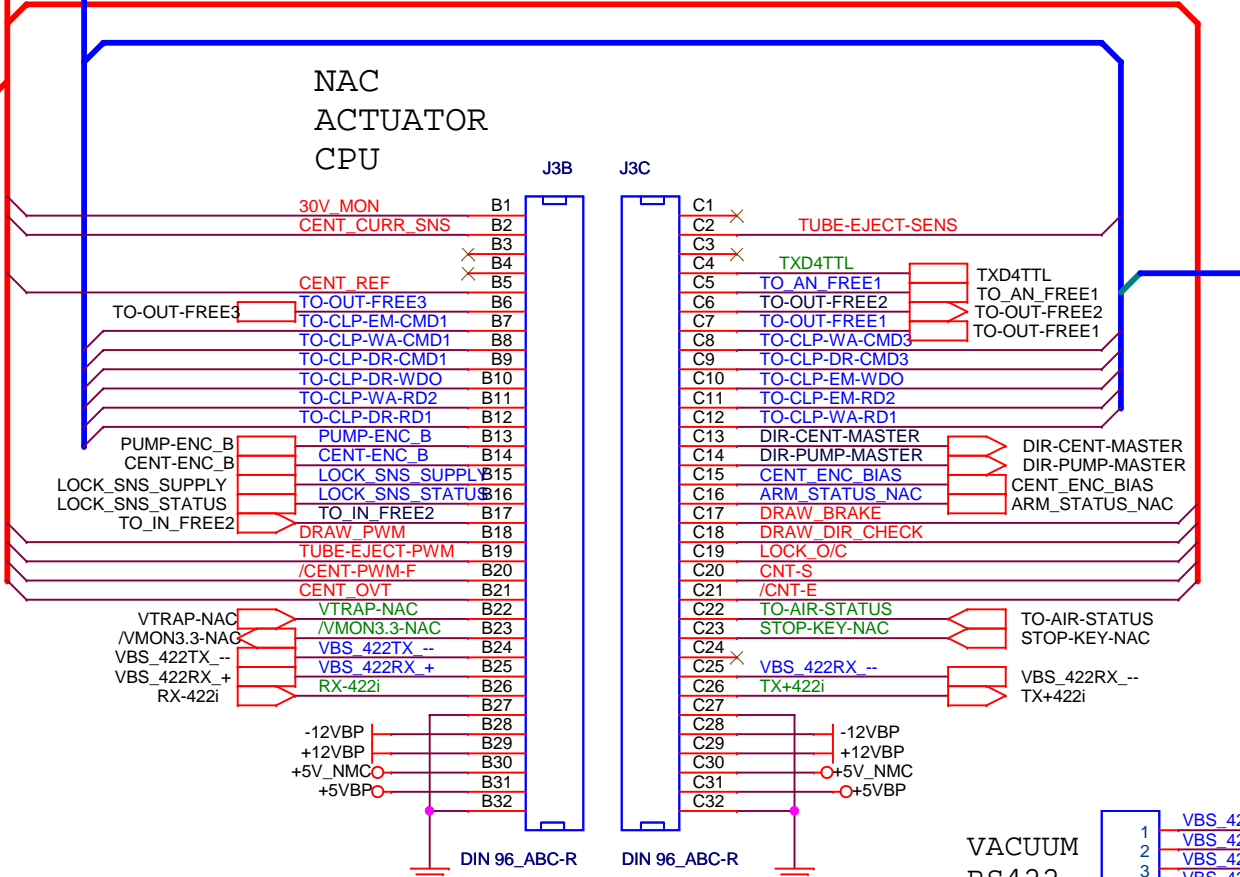 NAC
ACTUATOR
CPU
J3B
J3C
30V_MON B1
CENT_CURR_SNS B2
B3
B4
CENT_REF B5
TO-OUT-FREE3 TO-OUT-FREE3 B6
TO-CLP-EM-CMD1 B7
TO-CLP-WA-CMD1 B8
TO-CLP-DR-CMD1 B9
TO-CLP-DR-WDO B10
TO-CLP-WA-RD2 B11
TO-CLP-DR-RD1 B12
PUMP-ENC_B PUMP-ENC_B B13
CENT-ENC_B CENT-ENC_B B14
LOCK_SNS_SUPPLY LOCK_SNS_SUPPLY B15
LOCK_SNS_STATUS LOCK_SNS_STATUS B16
TO_IN_FREE2 TO_IN_FREE2 B17
DRAW_PWM B18
TUBE-EJECT-PWM B19
/CENT-PWM-F B20
CENT_OVT B21
VTRAP-NAC VTRAP-NAC B22
/VMON3.3-NAC /VMON3.3-NAC B23
VBS_422TX_-- VBS_422TX_-- B24
VBS_422RX_+ VBS_422RX_+ B25
RX-422i RX-422i B26
B27
-12VBP B28
+12VBP B29
+5V_NMC B30
+5VBP B31
B32
DIN 96_ABC-R
C1
C2 TUBE-EJECT-SENS
C3
C4 TXD4TTL TXD4TTL
C5 TO_AN_FREE1 TO_AN_FREE1
C6 TO-OUT-FREE2 TO-OUT-FREE2
C7 TO-OUT-FREE1 TO-OUT-FREE1
C8 TO-CLP-WA-CMD3
C9 TO-CLP-DR-CMD3
C10 TO-CLP-EM-WDO
C11 TO-CLP-EM-RD2
C12 TO-CLP-WA-RD1
C13 DIR-CENT-MASTER DIR-CENT-MASTER
C14 DIR-PUMP-MASTER DIR-PUMP-MASTER
C15 CENT_ENC_BIAS CENT_ENC_BIAS
C16 ARM_STATUS_NAC ARM_STATUS_NAC
C17 DRAW_BRAKE
C18 DRAW_DIR_CHECK
C19 LOCK_O/C
C20 CNT-S
C21 /CNT-E
C22 TO-AIR-STATUS TO-AIR-STATUS
C23 STOP-KEY-NAC STOP-KEY-NAC
C24
C25 VBS_422RX_-- VBS_422RX_--
C26 TX+422i TX+422i
C27
C28 -12VBP
C29 +12VBP
C30 +5V_NMC
C31 +5VBP
C32
DIN 96_ABC-R
VACUUM
1 VBS_42
2 VBS_42
3 VBS_42